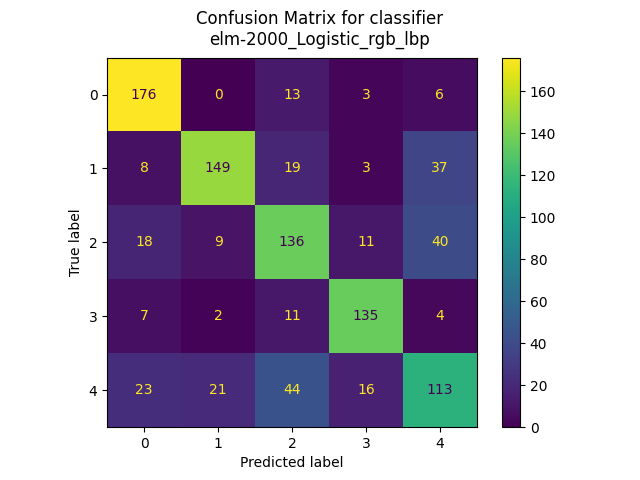 Confusion Matrix for classifier
elm-2000_Logistic_rgb_lbp
0 176 0 13 3 6
1 8 149 19 3 37
2 18 9 136 11 40
3 7 2 11 135 4
4 23 21 44 16 113
0 1 2 3 4
True label
Predicted label
160
140
120
100
80
60
40
20
0